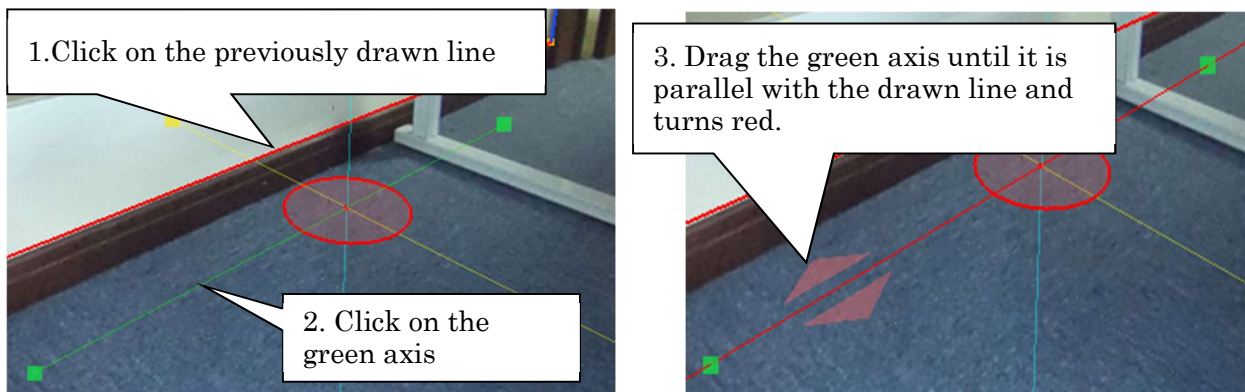 1.Click on the previously drawn line
2. Click on the
green axis
3. Drag the green axis until it is
parallel with the drawn line and
turns red.